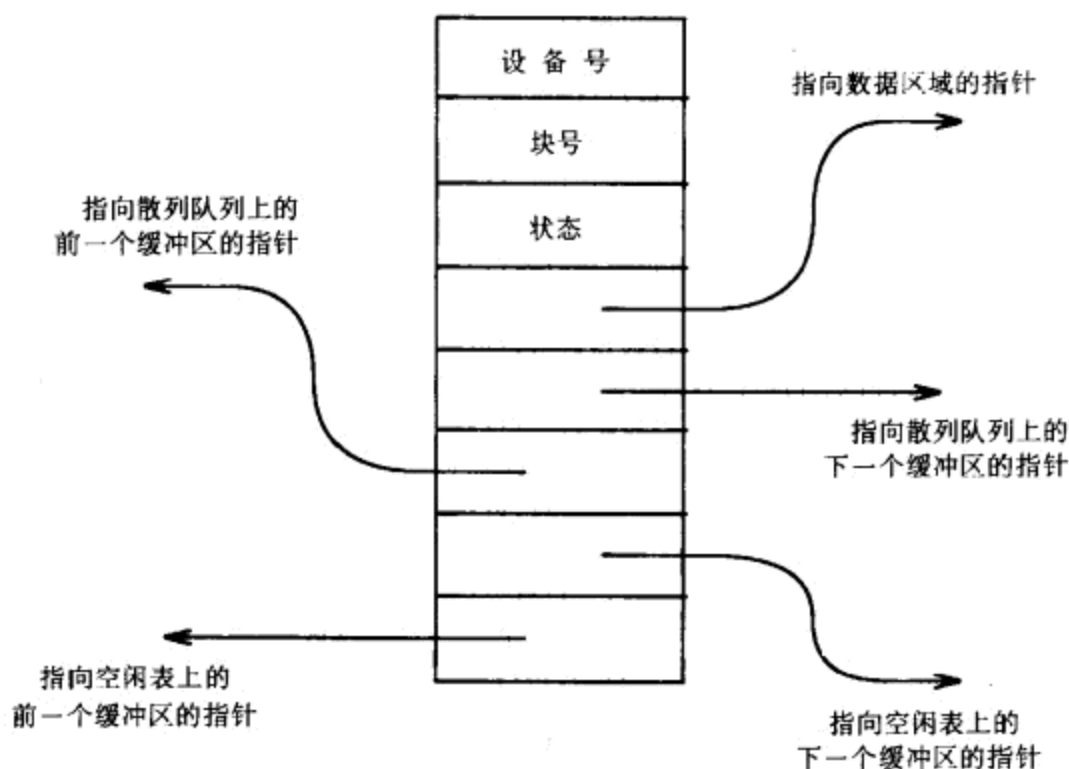 设备号
指向数据区域的指针
块号
指向散列队列上的
前一个缓冲区的指针
状态
指向散列队列上的
下一个缓冲区的指针
指向空闲表上的
前一个缓冲区的指针
指向空闲表上的
下一个缓冲区的指针